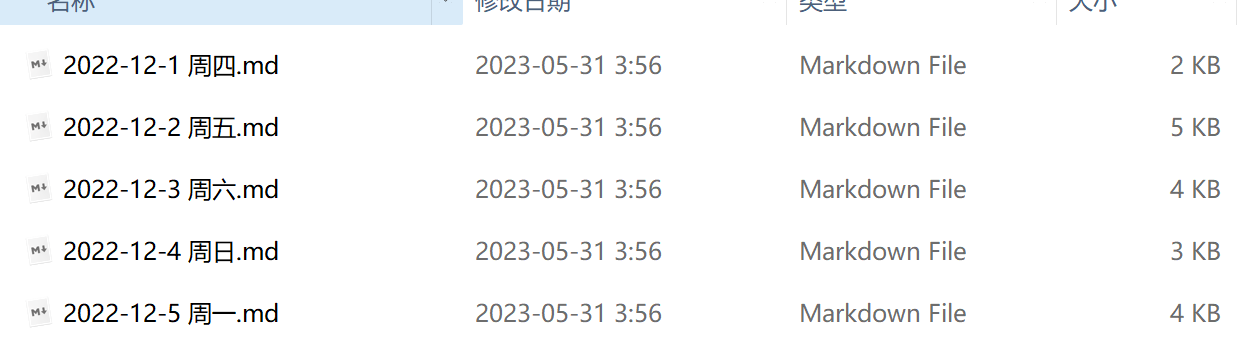 名称 修改日期 类型 大小
2022-12-1 周四.md 2023-05-31 3:56 Markdown File 2 KB
2022-12-2 周五.md 2023-05-31 3:56 Markdown File 5 KB
2022-12-3 周六.md 2023-05-31 3:56 Markdown File 4 KB
2022-12-4 周日.md 2023-05-31 3:56 Markdown File 3 KB
2022-12-5 周一.md 2023-05-31 3:56 Markdown File 4 KB